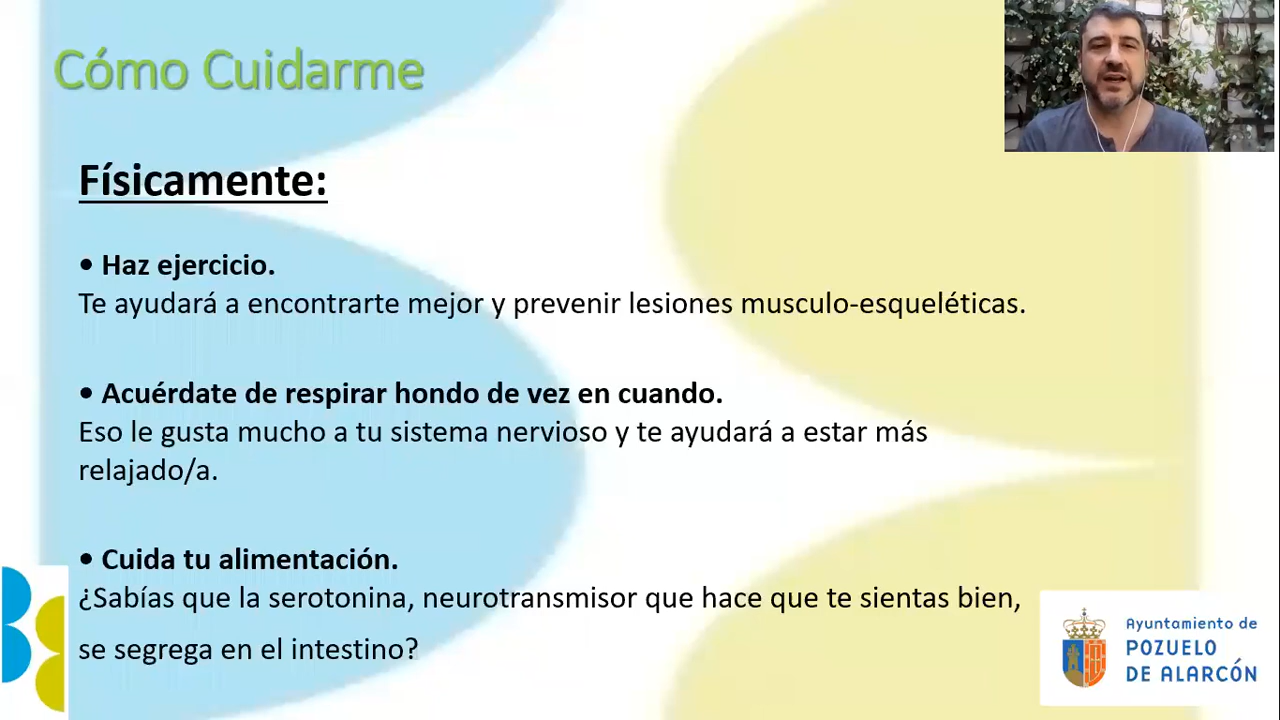 Cómo Cuidarme
Físicamente:
• Haz ejercicio.
Te ayudará a encontrarte mejor y prevenir lesiones musculo-esqueléticas.
• Acuérdate de respirar hondo de vez en cuando.
Eso le gusta mucho a tu sistema nervioso y te ayudará a estar más
relajado/a.
• Cuida tu alimentación.
¿Sabías que la serotonina, neurotransmisor que hace que te sientas bien,
se segrega en el intestino?
Ayuntamiento de
POZUELO
DE ALARCÓN